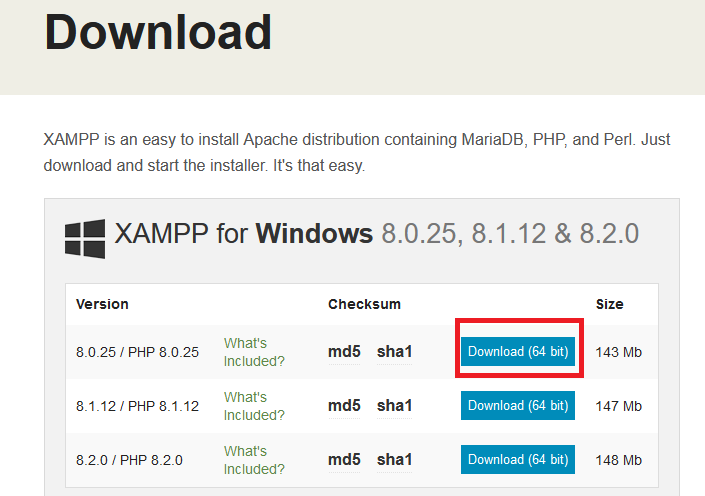 Download
XAMPP is an easy to install Apache distribution containing MariaDB, PHP, and Perl. Just
download and start the installer. It's that easy.
XAMPP for Windows 8.0.25, 8.1.12 & 8.2.0
Version Checksum Size
8.0.25 / PHP 8.0.25 What's Included? md5 sha1 Download (64 bit) 143 Mb
8.1.12 / PHP 8.1.12 What's Included? md5 sha1 Download (64 bit) 147 Mb
8.2.0 / PHP 8.2.0 What's Included? md5 sha1 Download (64 bit) 148 Mb